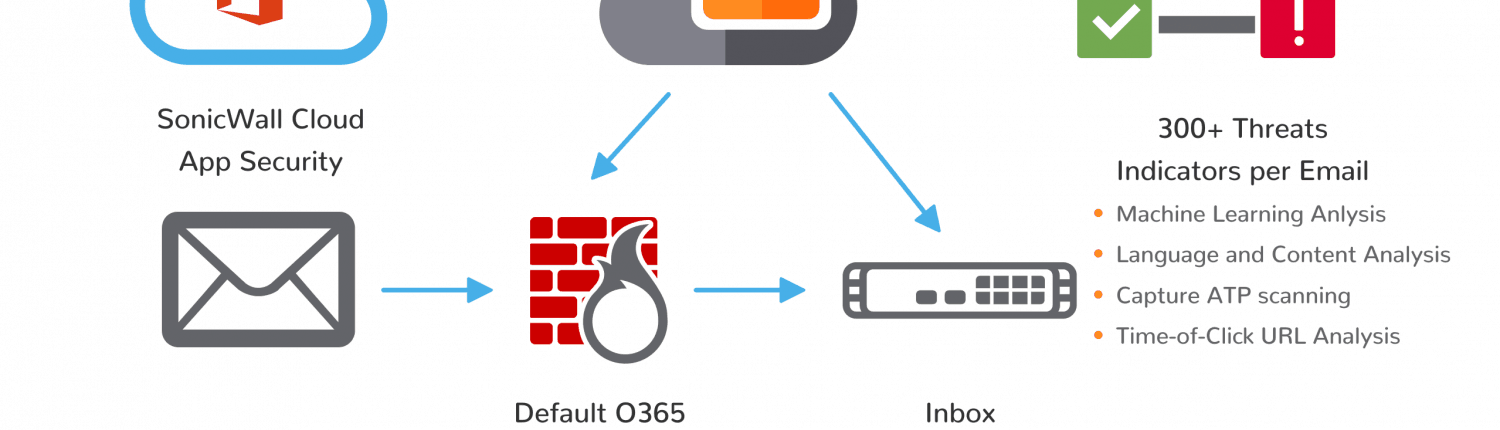 SonicWall Cloud
App Security
300+ Threats
Indicators per Email
Machine Learning Anlysis
Language and Content Analysis
Capture ATP scanning
Time-of-Click URL Analysis
Default O365
Inbox